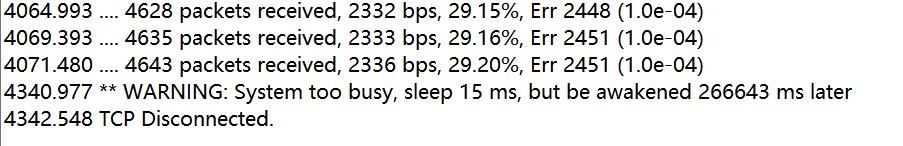 4064.993 .... 4628 packets received, 2332 bps, 29.15%, Err 2448 (1.0e-04)
4069.393 .... 4635 packets received, 2333 bps, 29.16%, Err 2451 (1.0e-04)
4071.480 .... 4643 packets received, 2336 bps, 29.20%, Err 2451 (1.0e-04)
4340.977 ** WARNING: System too busy, sleep 15 ms, but be awakened 266643 ms later
4342.548 TCP Disconnected.